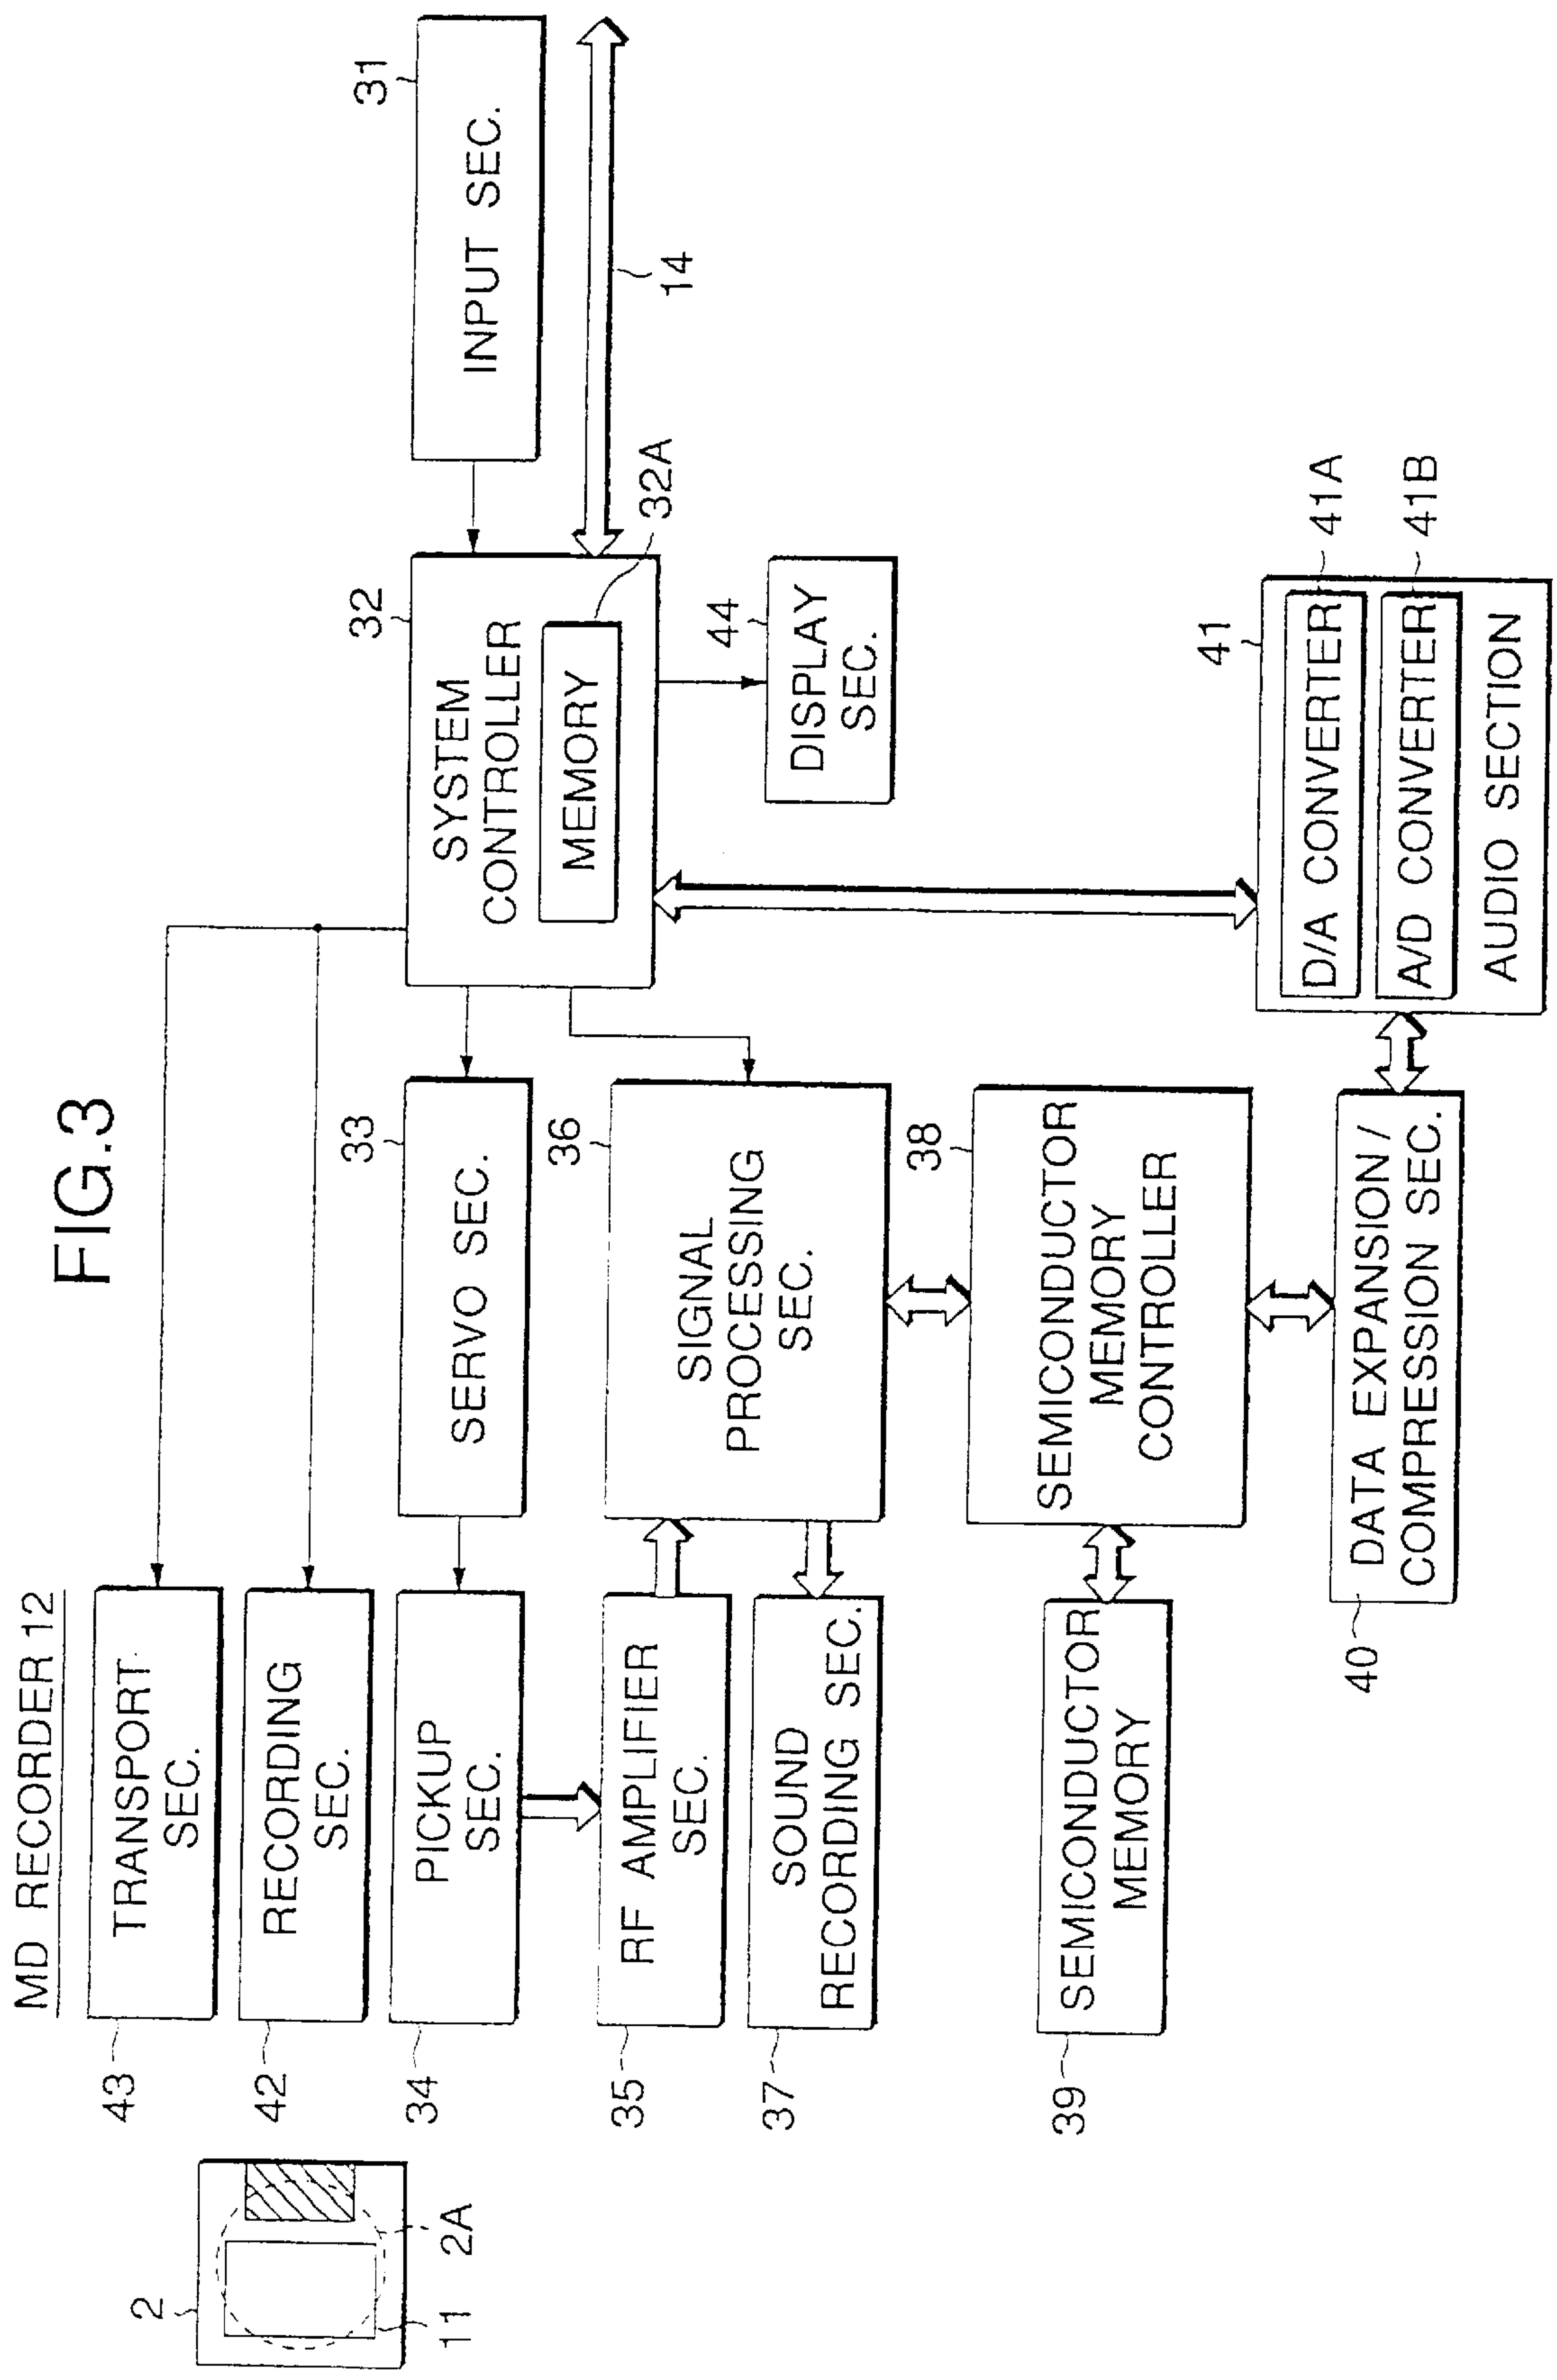 FIG.3
MD RECORDER 12
2
2A
11
43
TRANSPORT
SEC.
42
RECORDING
SEC.
34
PICKUP
SEC.
35
RF AMPLIFIER
SEC.
37
SOUND
RECORDING SEC.
39
SEMICONDUCTOR
MEMORY
33
SERVO SEC.
36
SIGNAL
PROCESSING
SEC.
38
SEMICONDUCTOR
MEMORY
CONTROLLER
40
DATA EXPANSION /
COMPRESSION SEC.
32
SYSTEM
CONTROLLER
MEMORY
32A
44
DISPLAY
SEC.
41
D/A CONVERTER
41A
A/D CONVERTER
41B
AUDIO SECTION
31
INPUT SEC.
14